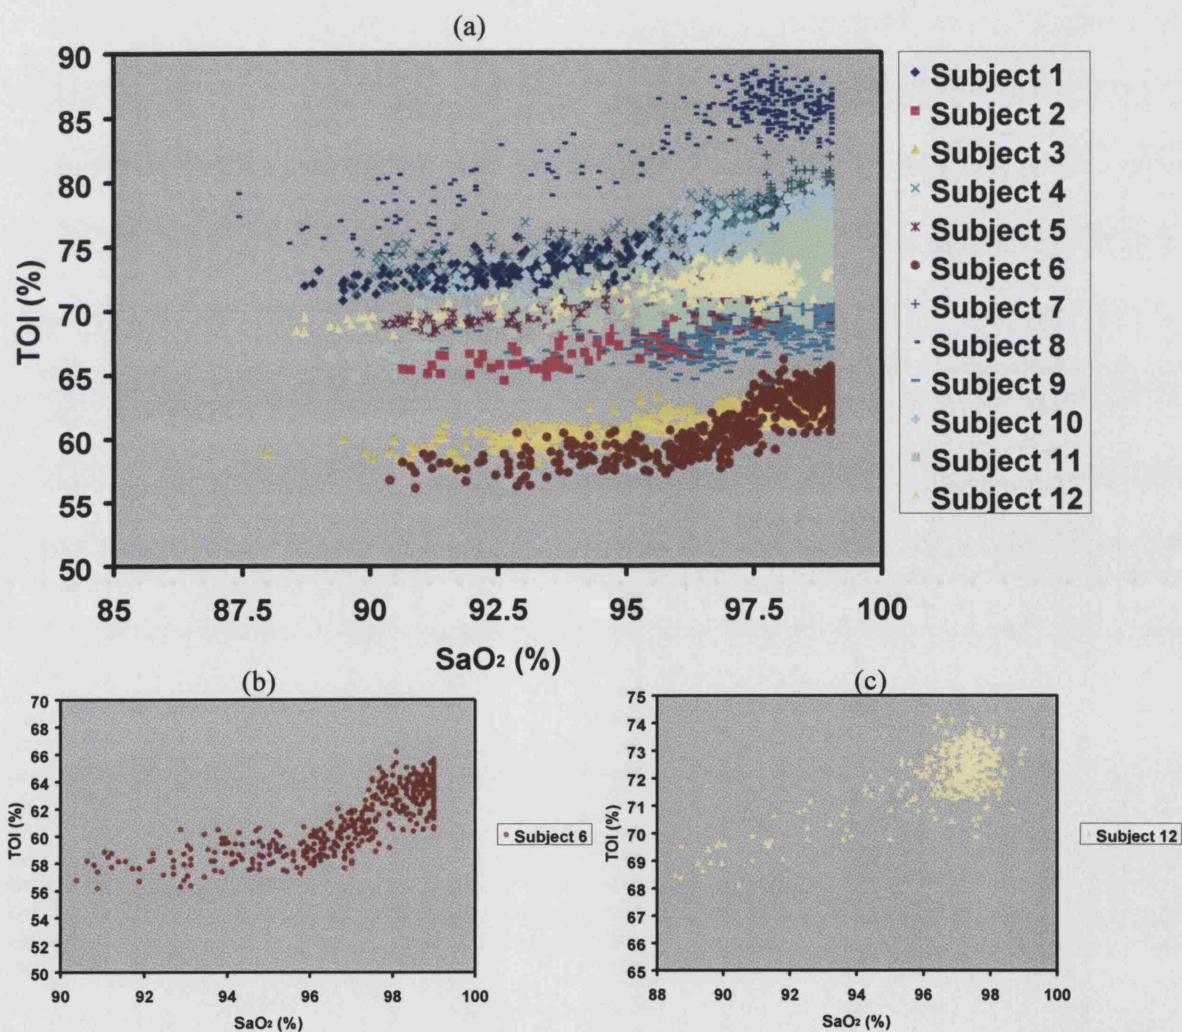 (a)
90
85
80
75
70
65
60
55
50
TOI (%)
85 87.5 90 92.5 95 97.5 100
SaO2 (%)
Subject 1
Subject 2
Subject 3
Subject 4
Subject 5
Subject 6
Subject 7
Subject 8
Subject 9
Subject 10
Subject 11
Subject 12
(b)
70
68
66
64
62
60
58
56
54
52
50
TOI (%)
90 92 94 96 98 100
SaO2 (%)
Subject 6
(c)
75
74
73
72
71
70
69
68
67
66
65
TOI (%)
88 90 92 94 96 98 100
SaO2 (%)
Subject 12